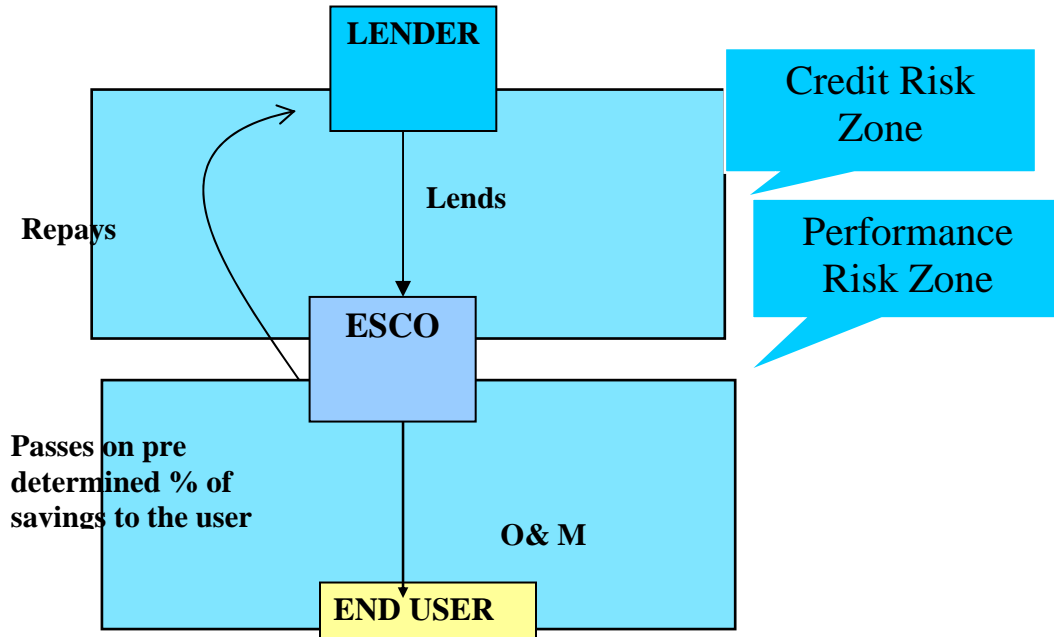 LENDER
Credit Risk
Zone
Lends
Repays
Performance
Risk Zone
ESCO
Passes on pre
determined % of
savings to the user
O& M
END USER